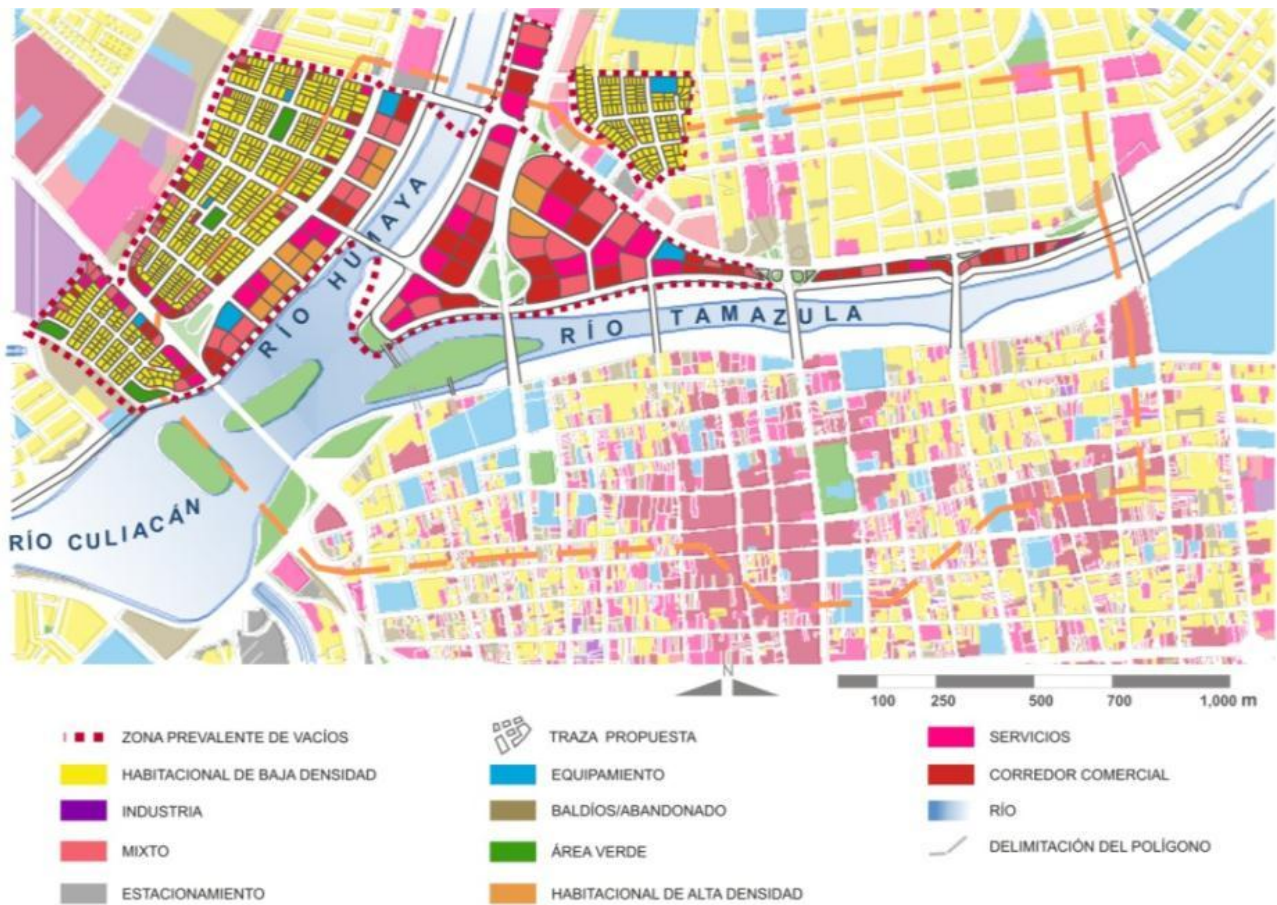 RÍO HUMAYA
RÍO TAMAZULA
RÍO CULIACÁN
N
100 250 500 700 1,000 m
ZONA PREVALENTE DE VACÍOS
TRAZA PROPUESTA
SERVICIOS
HABITACIONAL DE BAJA DENSIDAD
EQUIPAMIENTO
CORREDOR COMERCIAL
INDUSTRIA
BALDÍOS/ABANDONADO
RÍO
MIXTO
ÁREA VERDE
DELIMITACIÓN DEL POLÍGONO
ESTACIONAMIENTO
HABITACIONAL DE ALTA DENSIDAD